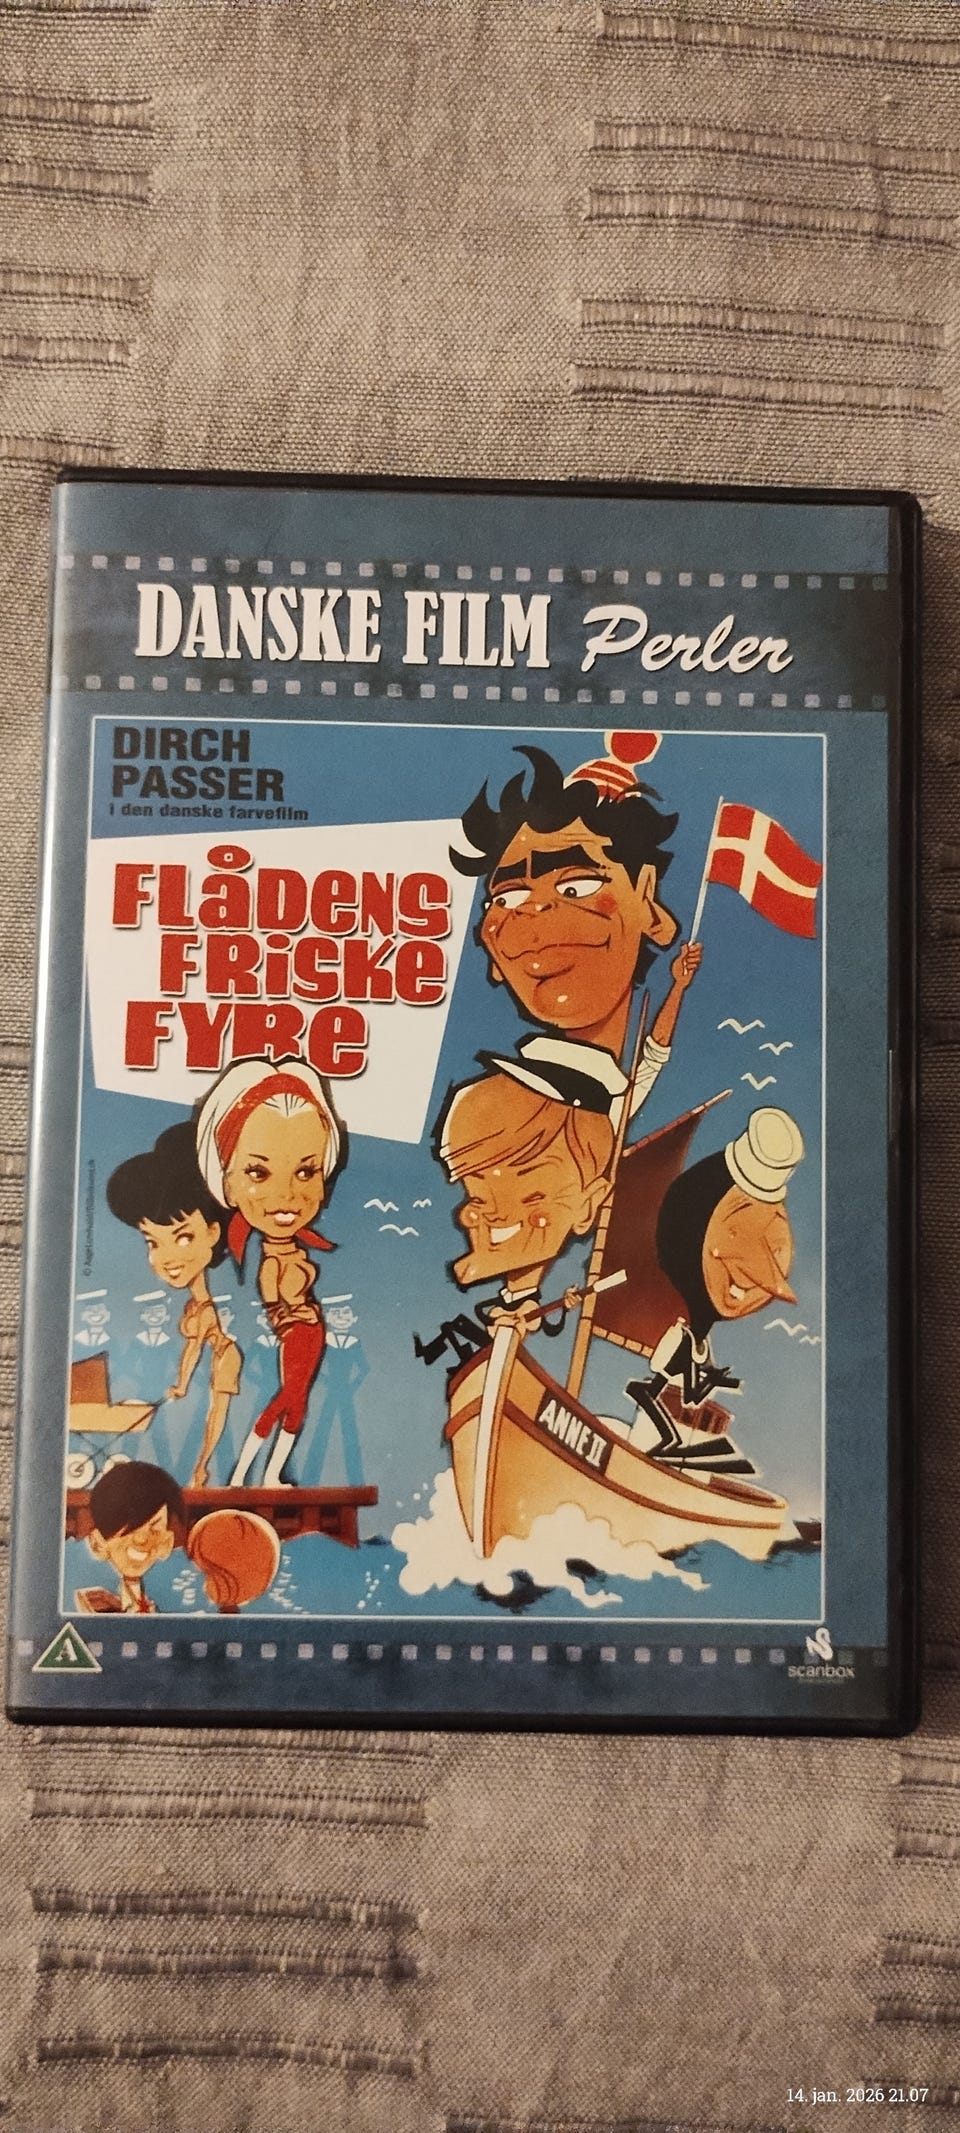 DANSKE FILM Perler
DIRCH
PASSER
i den danske farvefilm
FLÅDENS
FRISKE
FYRE
ANNE II
A
scanbox
14. jan. 2026 21.07